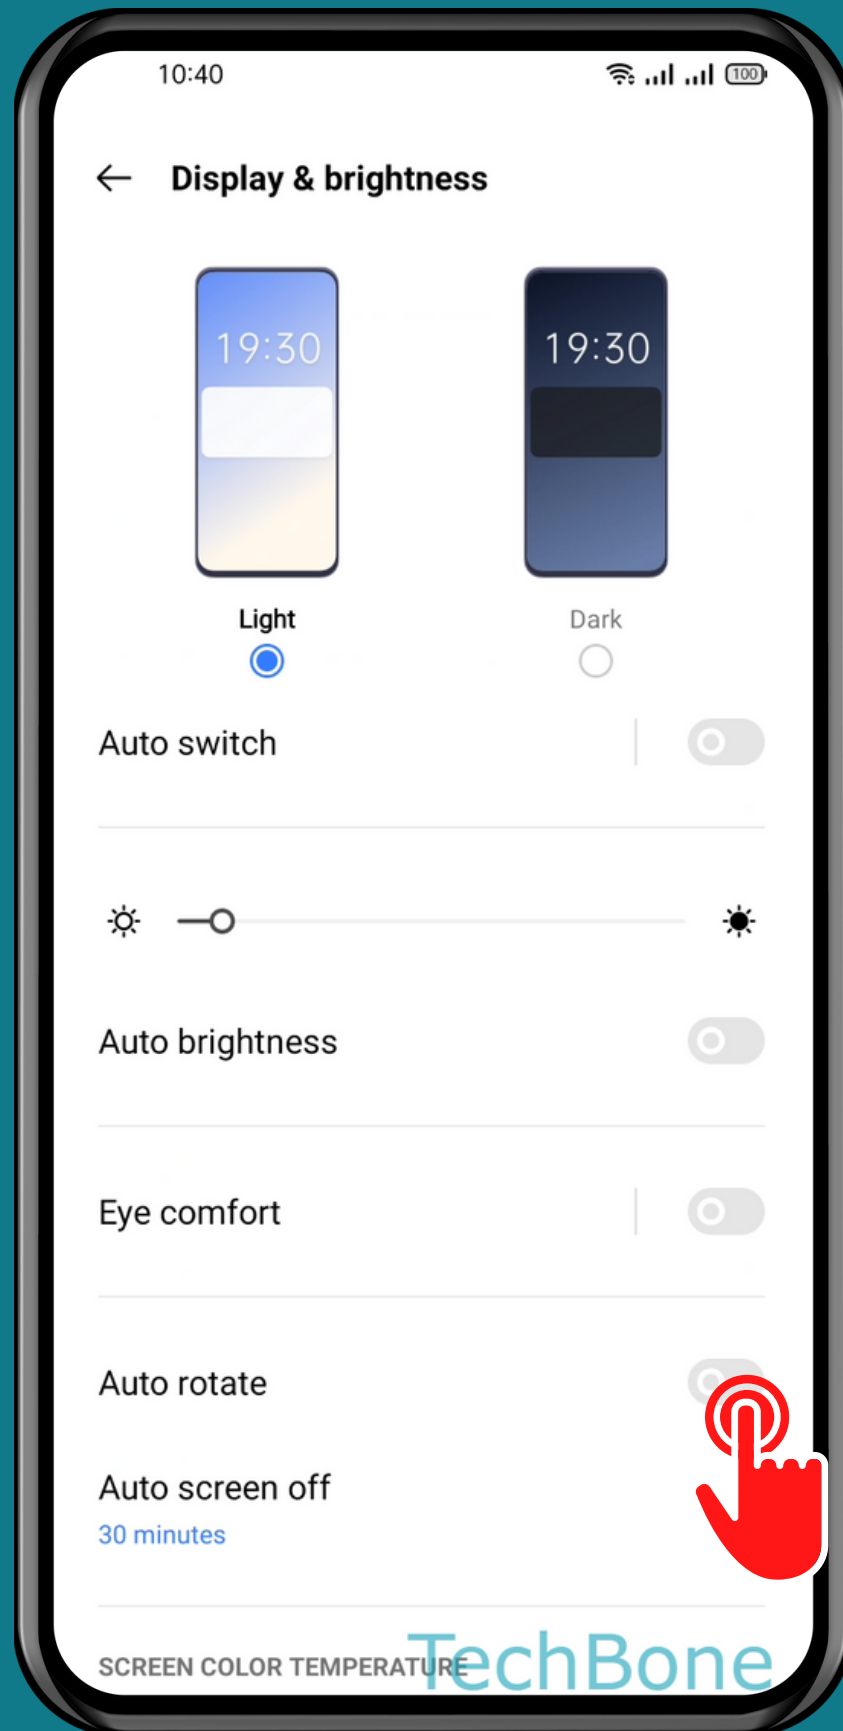 10:40
100
Display & brightness
19:30
19:30
Light
Dark
Auto switch
Auto brightness
Eye comfort
Auto rotate
Auto screen off
30 minutes
SCREEN COLOR TEMPERATURE
TechBone